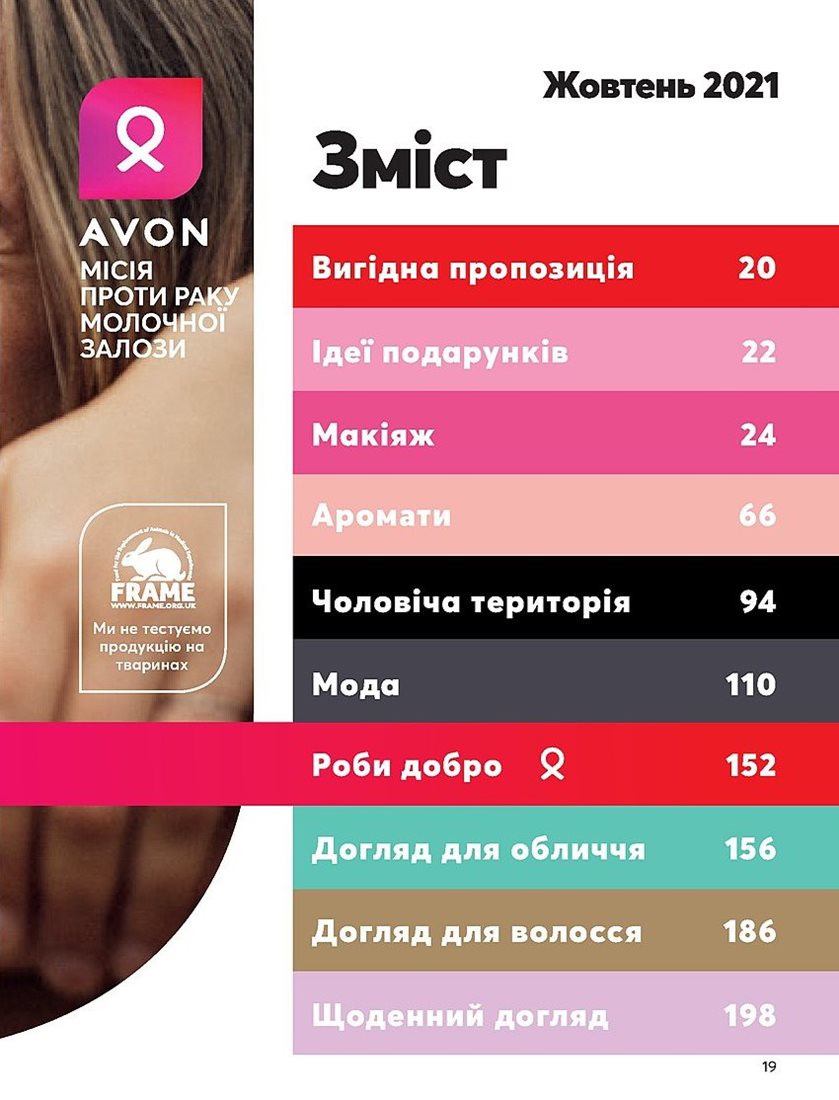 Жовтень 2021
Зміст
AVON
МІСІЯ
ПРОТИ РАКУ
МОЛОЧНОЇ
ЗАЛОЗИ
FRAME
WWW.FRAME.ORG.UK
Ми не тестуємо
продукцію на
тваринах
Вигідна пропозиція 20
Ідеї подарунків 22
Макіяж 24
Аромати 66
Чоловіча територія 94
Мода 110
Роби добро 152
Догляд для обличчя 156
Догляд для волосся 186
Щоденний догляд 198
19